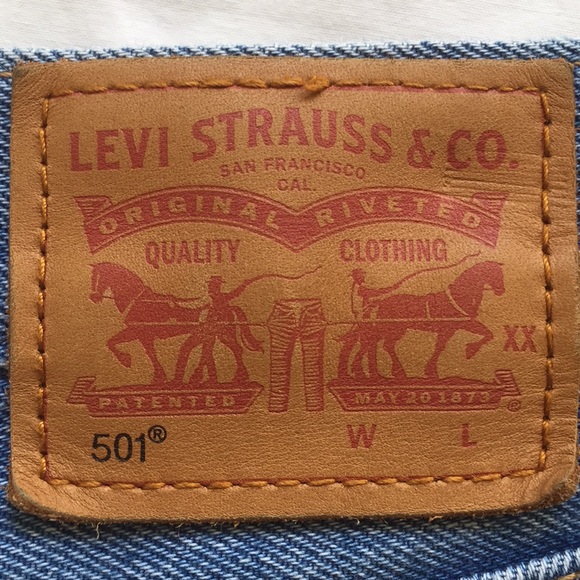 LEVI STRAUSS & CO.
SAN FRANCISCO
CAL.
ORIGINAL RIVETED
QUALITY CLOTHING
XX
PATENTED MAY 20 1873 ®
501® W L